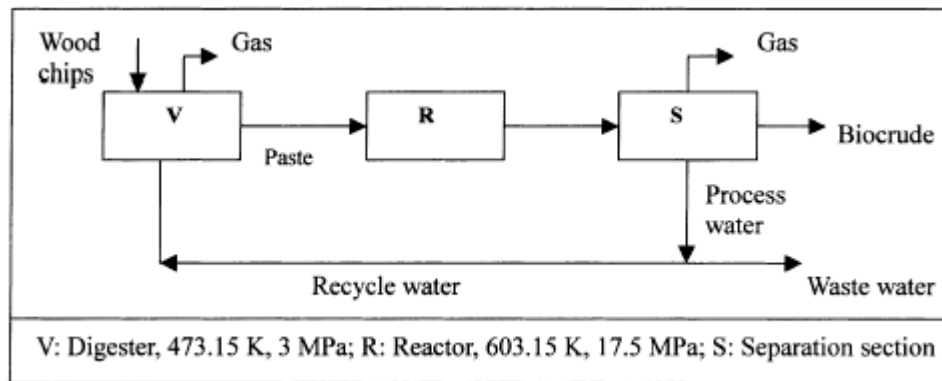 Wood
chips
Gas
Gas
V
R
S
Paste
Biocrude
Process
water
Recycle water
Waste water
V: Digester, 473.15 K, 3 MPa; R: Reactor, 603.15 K, 17.5 MPa; S: Separation section